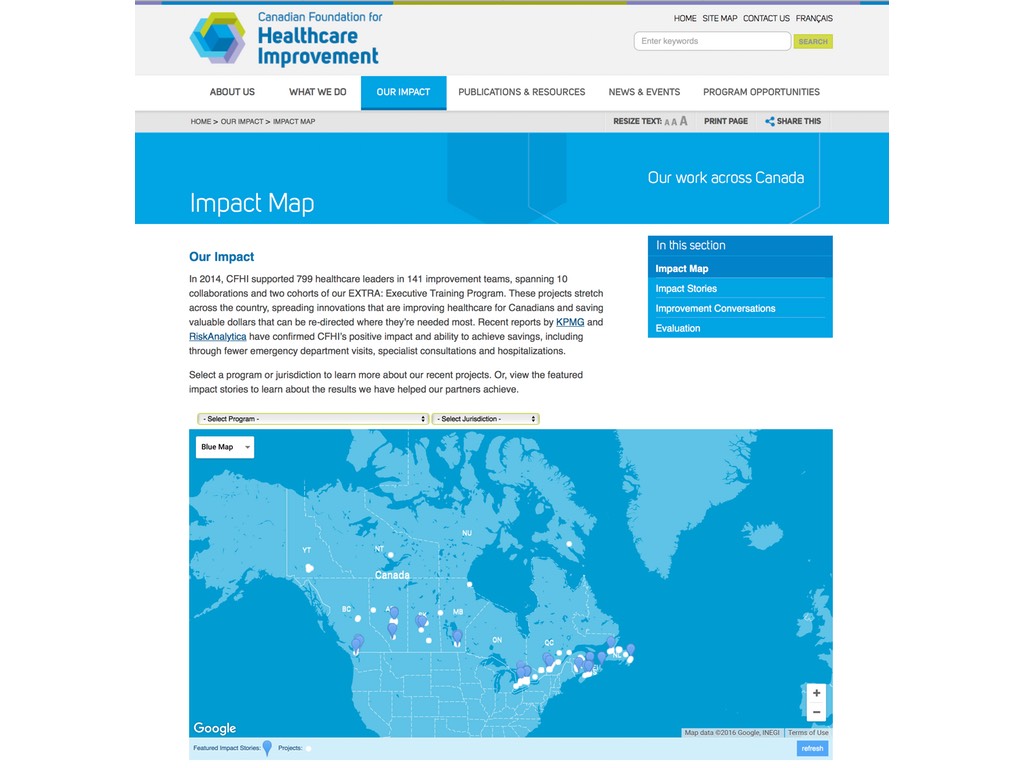 Canadian Foundation for
Healthcare
Improvement
HOME SITE MAP CONTACT US FRANÇAIS
Enter keywords SEARCH
ABOUT US WHAT WE DO OUR IMPACT PUBLICATIONS & RESOURCES NEWS & EVENTS PROGRAM OPPORTUNITIES
HOME > OUR IMPACT > IMPACT MAP RESIZE TEXT: A A A PRINT PAGE SHARE THIS
Our work across Canada
Impact Map
Our Impact
In 2014, CFHI supported 799 healthcare leaders in 141 improvement teams, spanning 10
collaborations and two cohorts of our EXTRA: Executive Training Program. These projects stretch
across the country, spreading innovations that are improving healthcare for Canadians and saving
valuable dollars that can be re-directed where they're needed most. Recent reports by KPMG and
RiskAnalytica have confirmed CFHI's positive impact and ability to achieve savings, including
through fewer emergency department visits, specialist consultations and hospitalizations.
Select a program or jurisdiction to learn more about our recent projects. Or, view the featured
impact stories to learn about the results we have helped our partners achieve.
In this section
Impact Map
Impact Stories
Improvement Conversations
Evaluation
- Select Program - - Select Jurisdiction -
Blue Map
NU
YT NT
Canada
BC MB
ON QC
+
−
Google
Map data ©2016 Google, INEGI Terms of Use
Featured Impact Stories: Projects: refresh